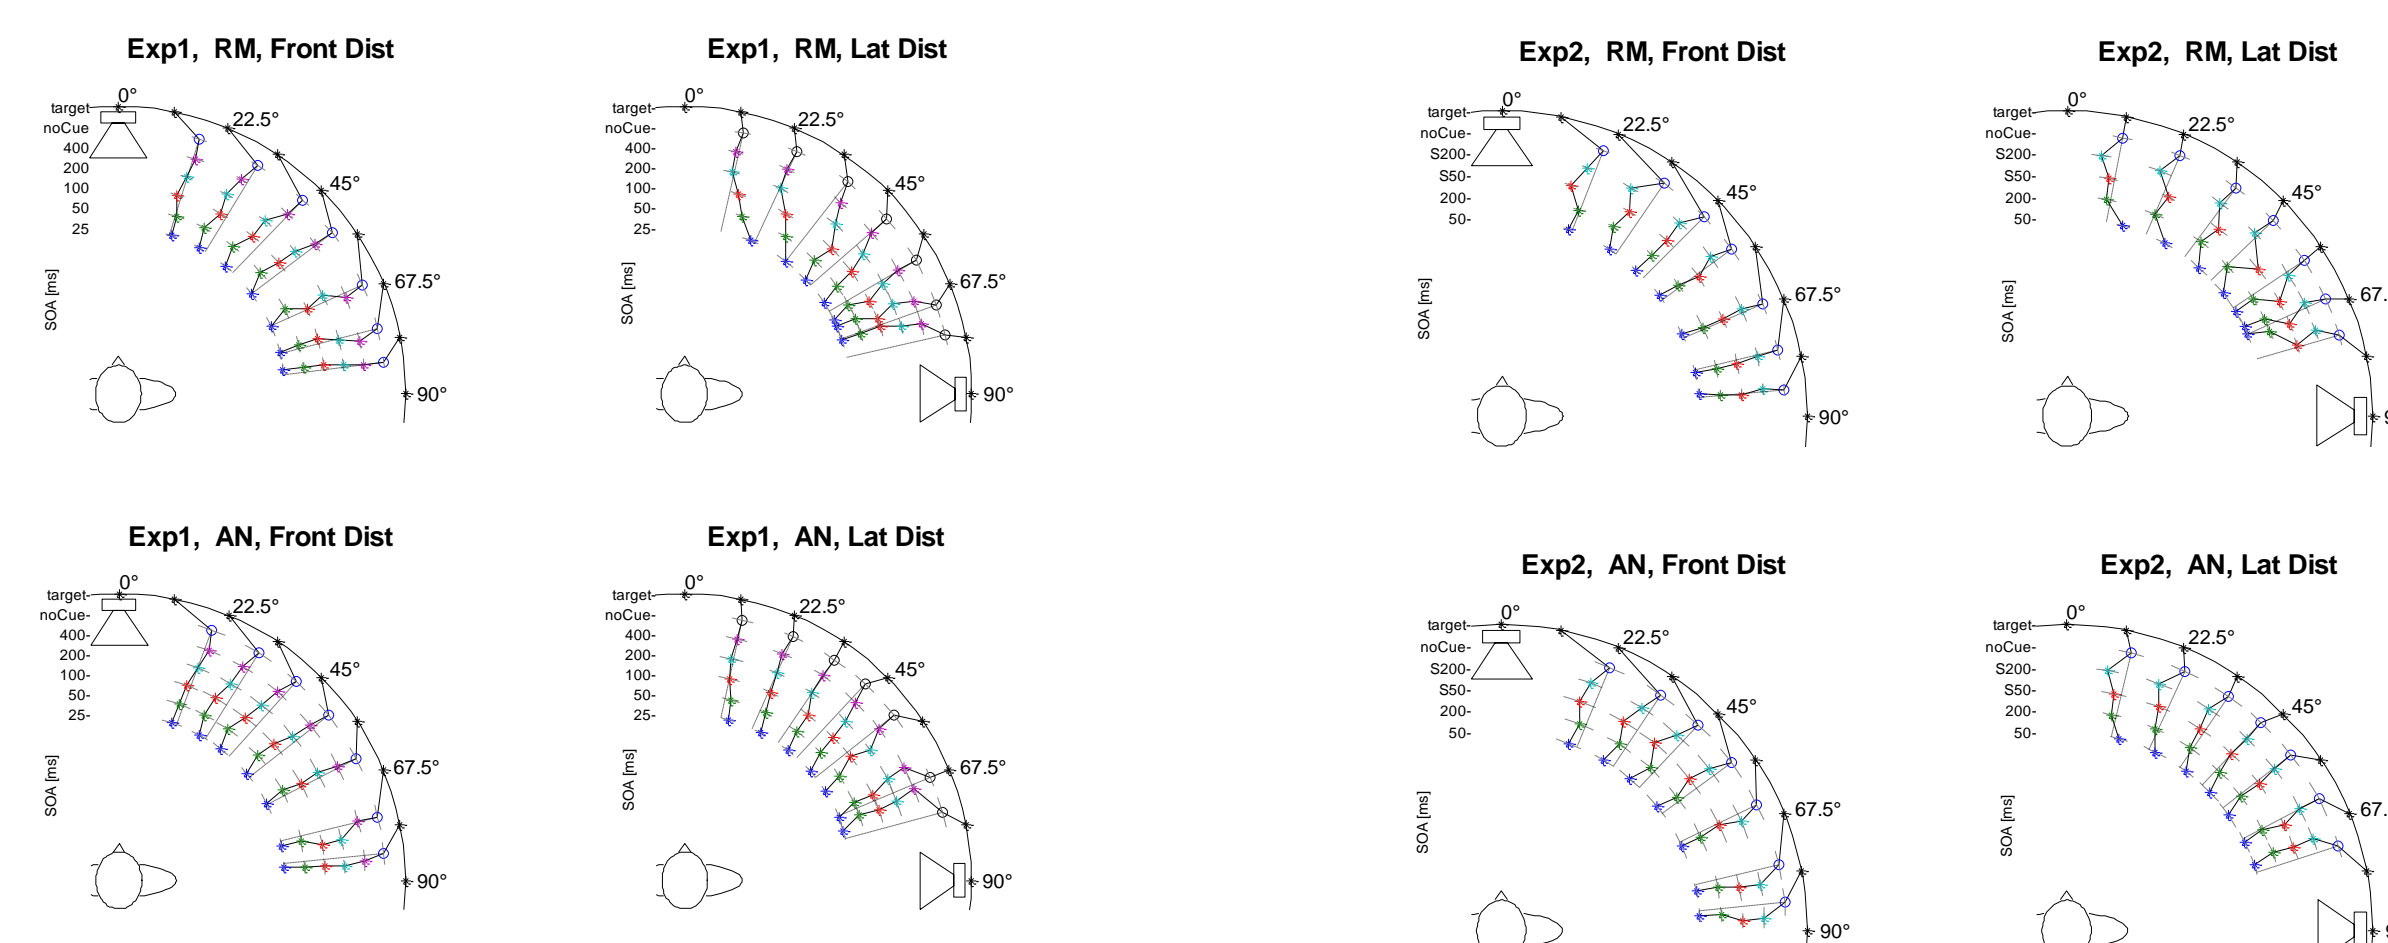 Exp1, RM, Front Dist
0°
22.5°
45°
67.5°
90°
target-
noCue
400
200
100
50
25
SOA [ms]
Exp1, RM, Lat Dist
0°
22.5°
45°
67.5°
90°
target-
noCue-
400-
200-
100-
50-
25-
SOA [ms]
Exp2, RM, Front Dist
0°
22.5°
45°
67.5°
90°
target-
noCue-
S200-
S50-
200-
50-
SOA [ms]
Exp2, RM, Lat Dist
0°
22.5°
45°
67.
target-
noCue-
S200-
S50-
200-
50-
SOA [ms]
Exp1, AN, Front Dist
0°
22.5°
45°
67.5°
90°
target-
noCue-
400-
200-
100-
50-
25-
SOA [ms]
Exp1, AN, Lat Dist
0°
22.5°
45°
67.5°
90°
target-
noCue-
400-
200-
100-
50-
25-
SOA [ms]
Exp2, AN, Front Dist
0°
22.5°
45°
67.5°
90°
target-
noCue-
S200-
S50-
200-
50-
SOA [ms]
Exp2, AN, Lat Dist
0°
22.5°
45°
67.
target-
noCue-
S200-
S50-
200-
50-
SOA [ms]